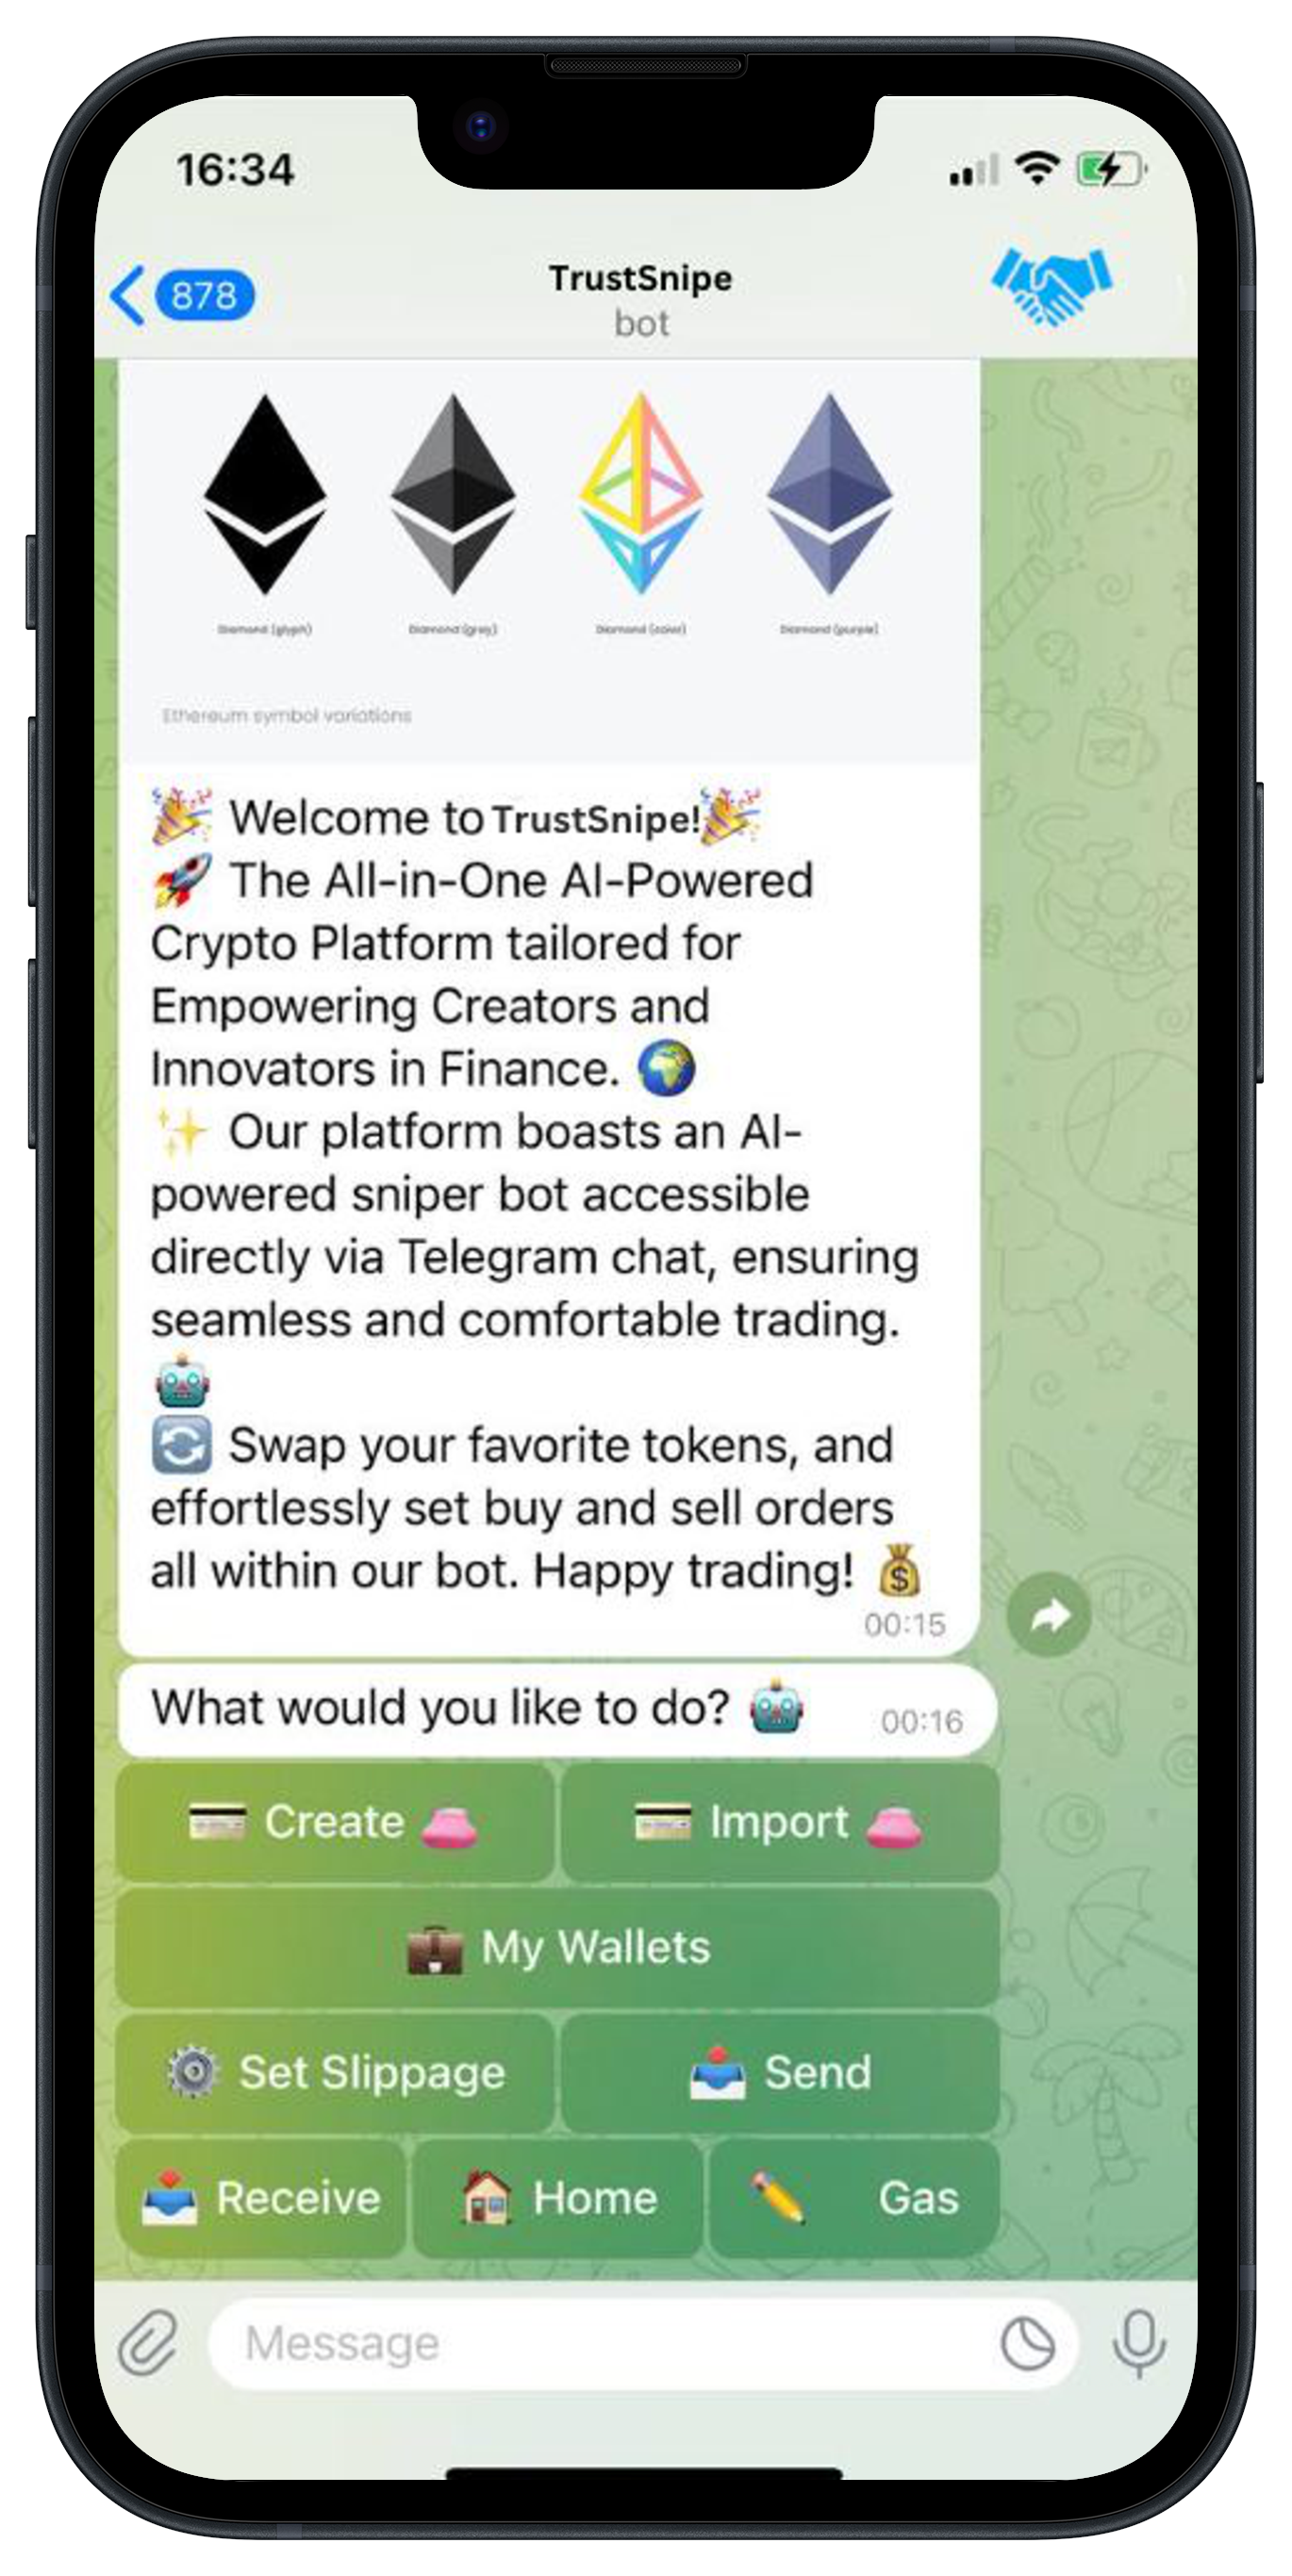 16:34
878
TrustSnipe
bot
Diamond (glyph) Diamond (gray) Diamond (color) Diamond (purple)
Ethereum symbol variations
🎉 Welcome to TrustSnipe!🎉
🚀 The All-in-One AI-Powered
Crypto Platform tailored for
Empowering Creators and
Innovators in Finance. 🌍
✨ Our platform boasts an AI-
powered sniper bot accessible
directly via Telegram chat, ensuring
seamless and comfortable trading.
🤖
🔄 Swap your favorite tokens, and
effortlessly set buy and sell orders
all within our bot. Happy trading! 💰
00:15
What would you like to do? 🤖 00:16
💳 Create 👛 💳 Import 👛
💼 My Wallets
⚙️ Set Slippage 📤 Send
📤 Receive 🏠 Home ✏️ Gas
Message